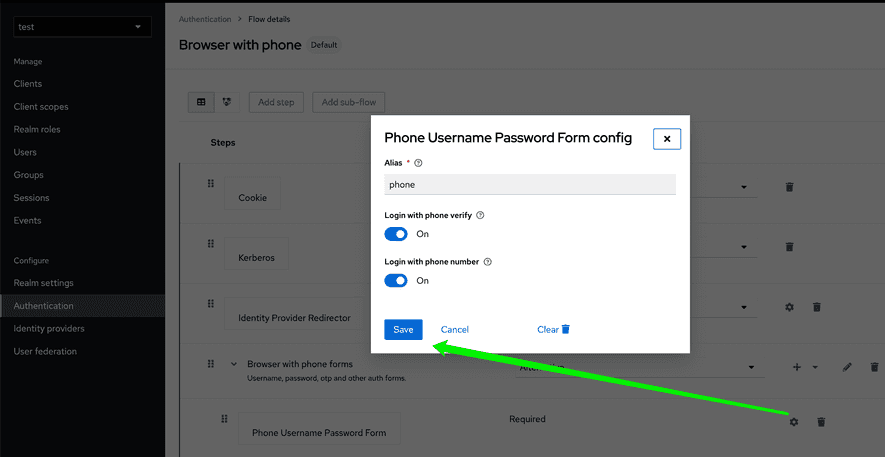 test
Manage
Clients
Client scopes
Realm roles
Users
Groups
Sessions
Events
Configure
Realm settings
Authentication
Identity providers
User federation
Authentication > Flow details
Browser with phone Default
Add step Add sub-flow
Steps
Cookie
Kerberos
Identity Provider Redirector
Browser with phone forms
Username, password, otp and other auth forms.
Phone Username Password Form
Required
Phone Username Password Form config
Alias *
phone
Login with phone verify
On
Login with phone number
On
Save Cancel Clear